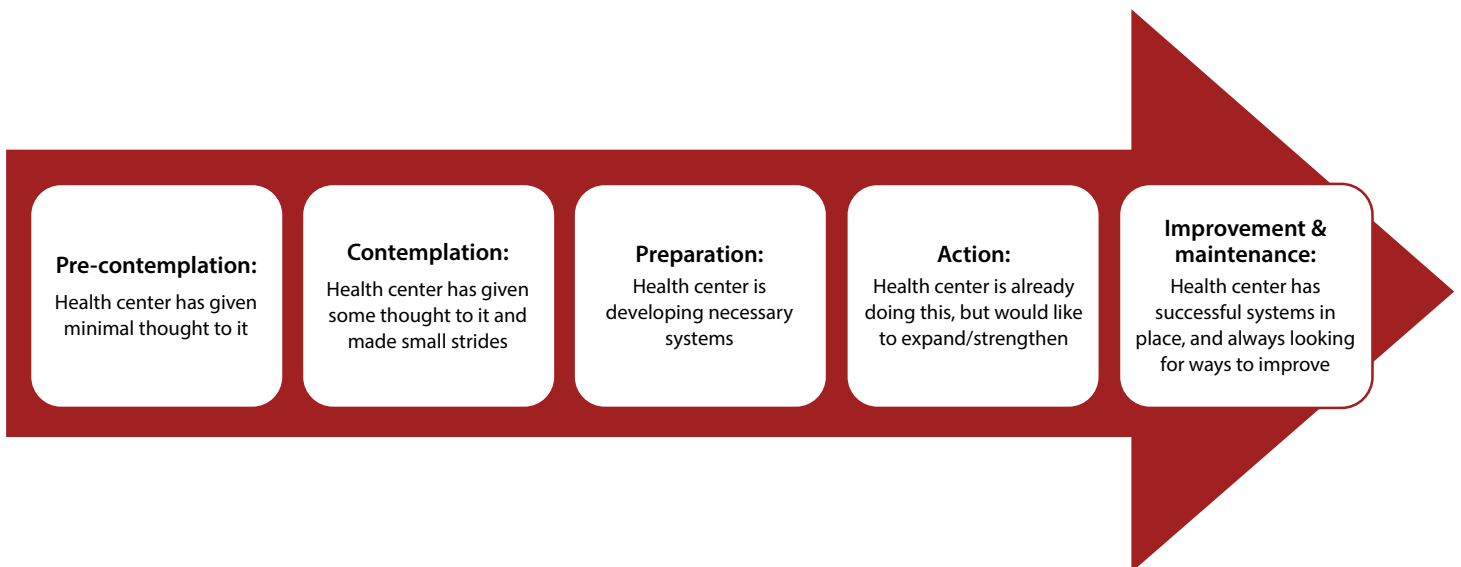 Pre-contemplation:
Health center has given
minimal thought to it
Contemplation:
Health center has given
some thought to it and
made small strides
Preparation:
Health center is
developing necessary
systems
Action:
Health center is already
doing this, but would like
to expand/strengthen
Improvement &
maintenance:
Health center has
successful systems in
place, and always looking
for ways to improve